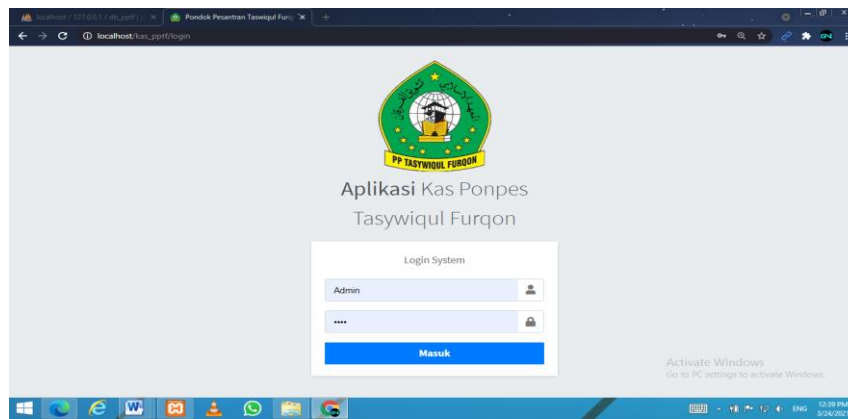 localhost / 127.0.0.1 / db_pptf |
Pondok Pesantran Taswiqul Furq
localhost/kas_pptf/login
PP TASYWIQUL FURQON
Aplikasi Kas Ponpes
Tasywiqul Furqon
Login System
Admin
••••
Masuk
Activate Windows
Go to PC settings to activate Windows.
ENG
12:39 PM